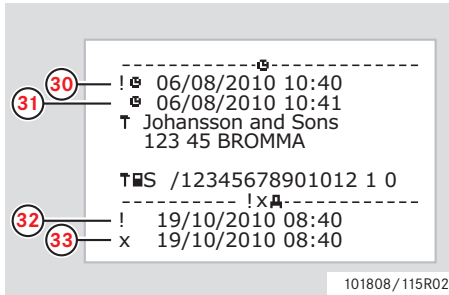 ------------⊕------------
30 !⊕ 06/08/2010 10:40
31 ⊕ 06/08/2010 10:41
T Johansson and Sons
123 45 BROMMA
T■S /12345678901012 1 0
---------- !x ------------
32 ! 19/10/2010 08:40
33 x 19/10/2010 08:40
101808/115R02